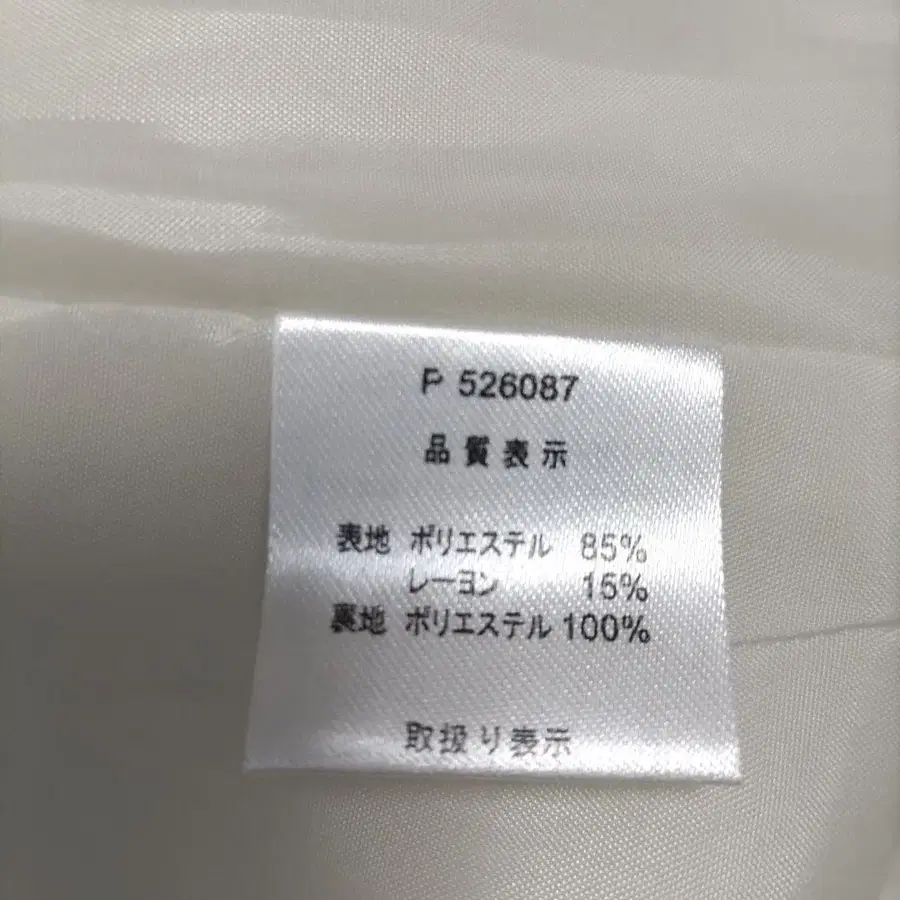 P 526087
品質表示
表地 ポリエステル 85%
レーヨン 15%
裏地 ポリエステル 100%
取扱り表示